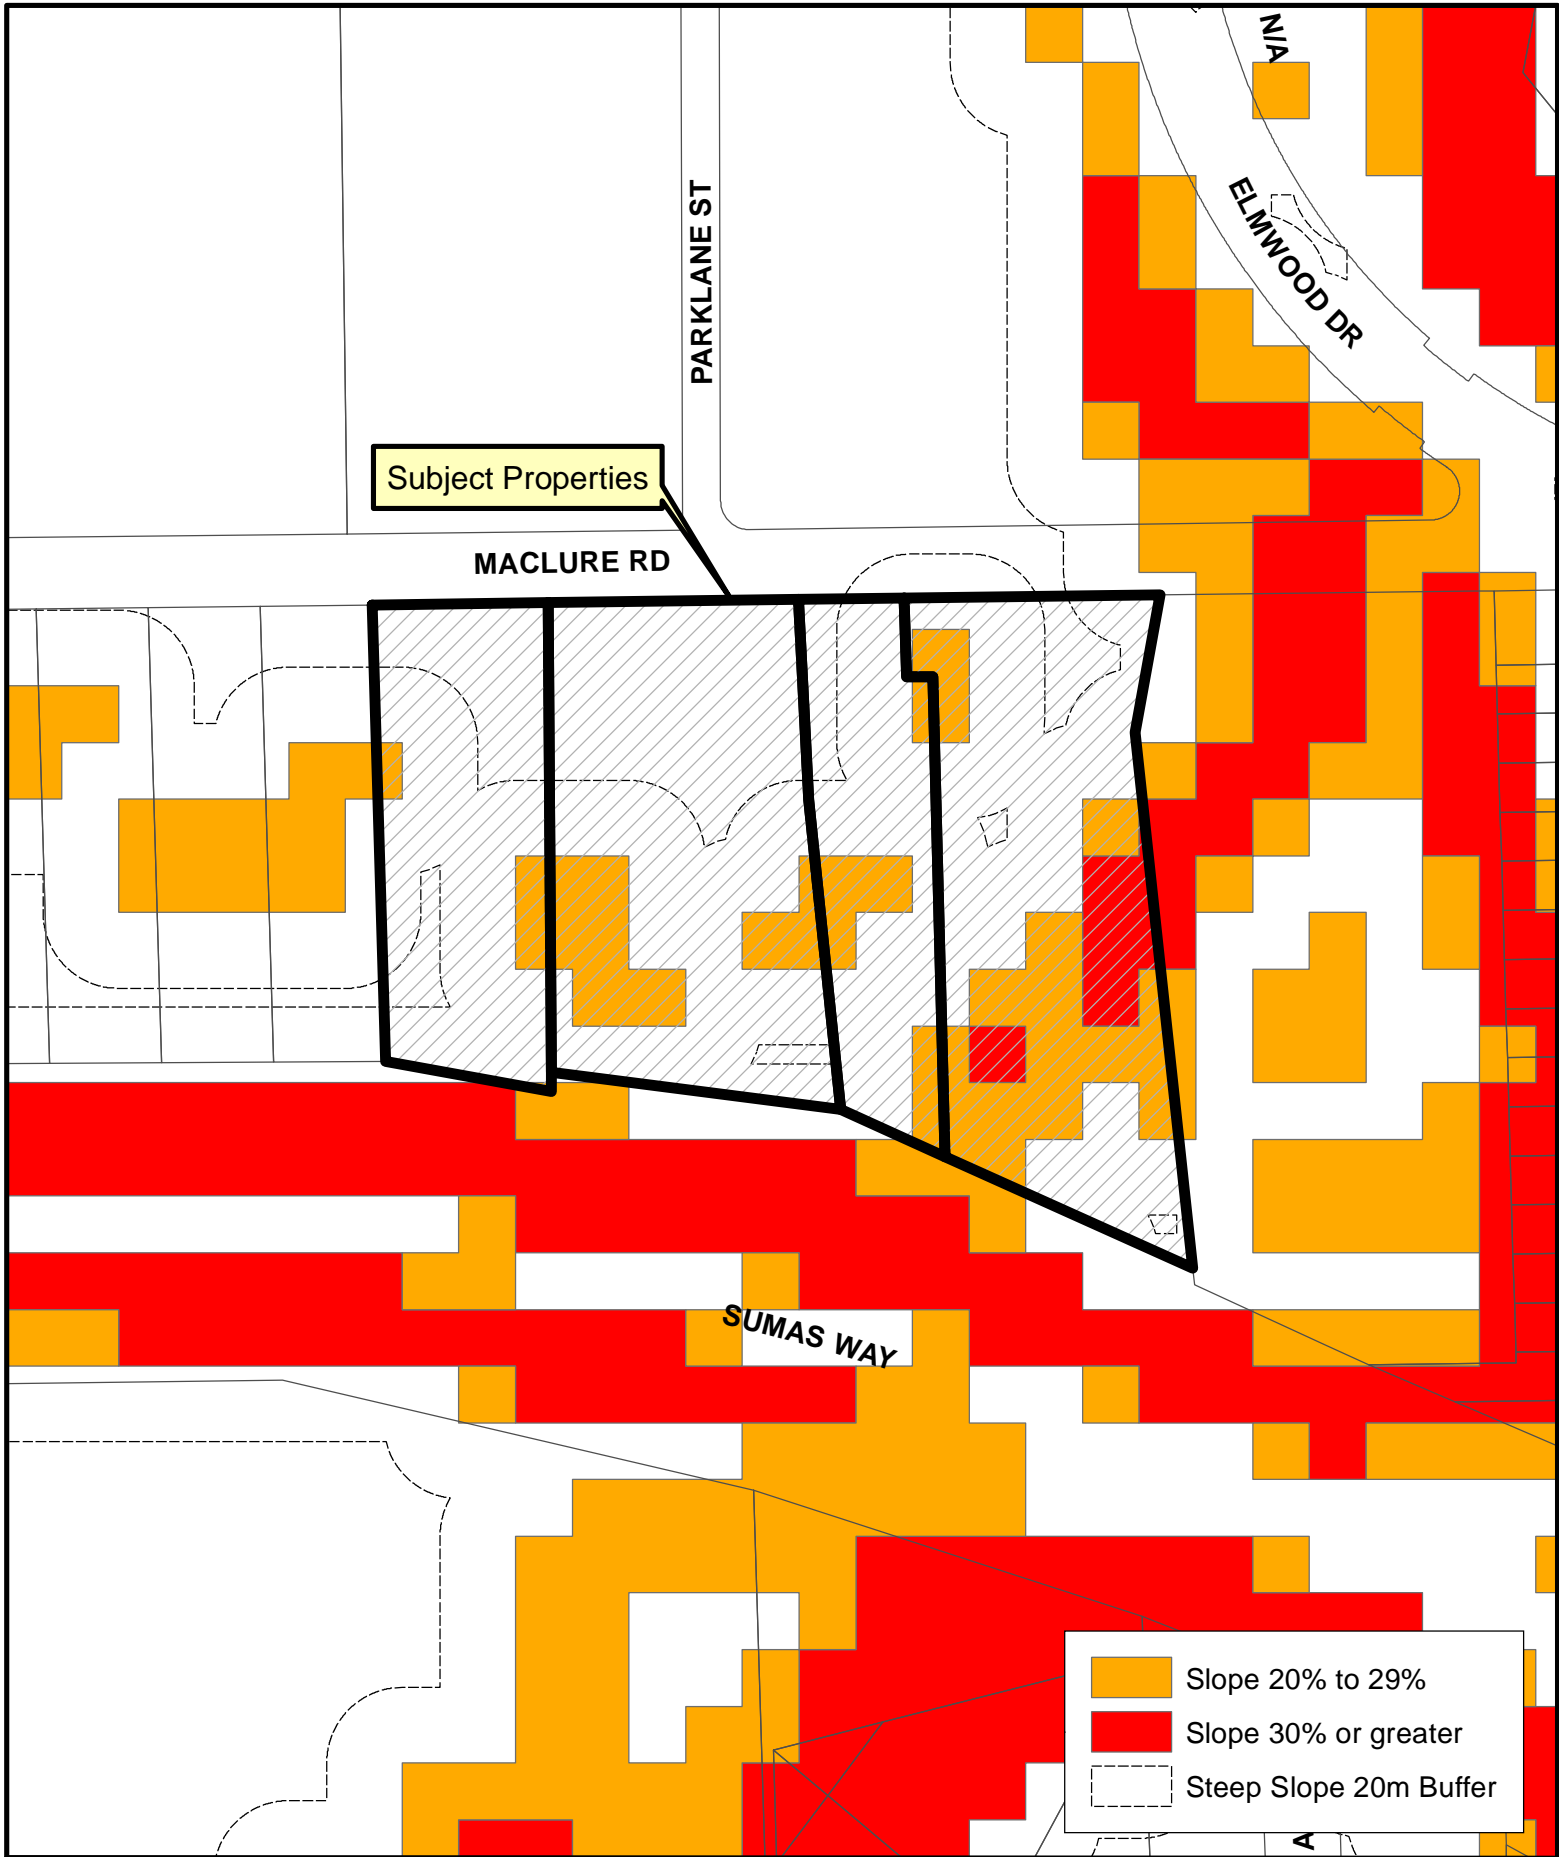 N/A
ELMWOOD DR
PARKLANE ST
Subject Properties
MACLURE RD
SUMAS WAY
Slope 20% to 29%
Slope 30% or greater
Steep Slope 20m Buffer
A